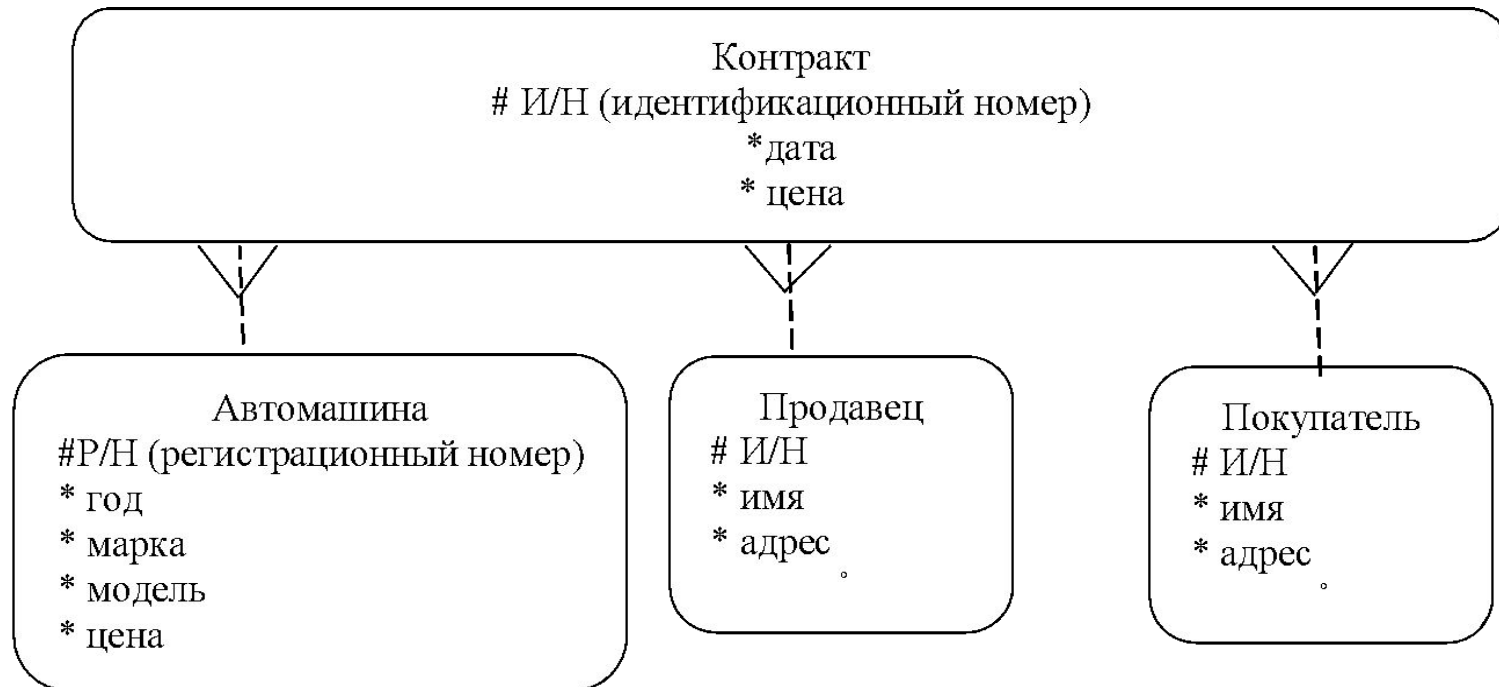 Контракт
# И/Н (идентификационный номер)
*дата
* цена
Автомашина
#Р/Н (регистрационный номер)
* год
* марка
* модель
* цена
Продавец
# И/Н
* имя
* адрес
Покупатель
# И/Н
* имя
* адрес